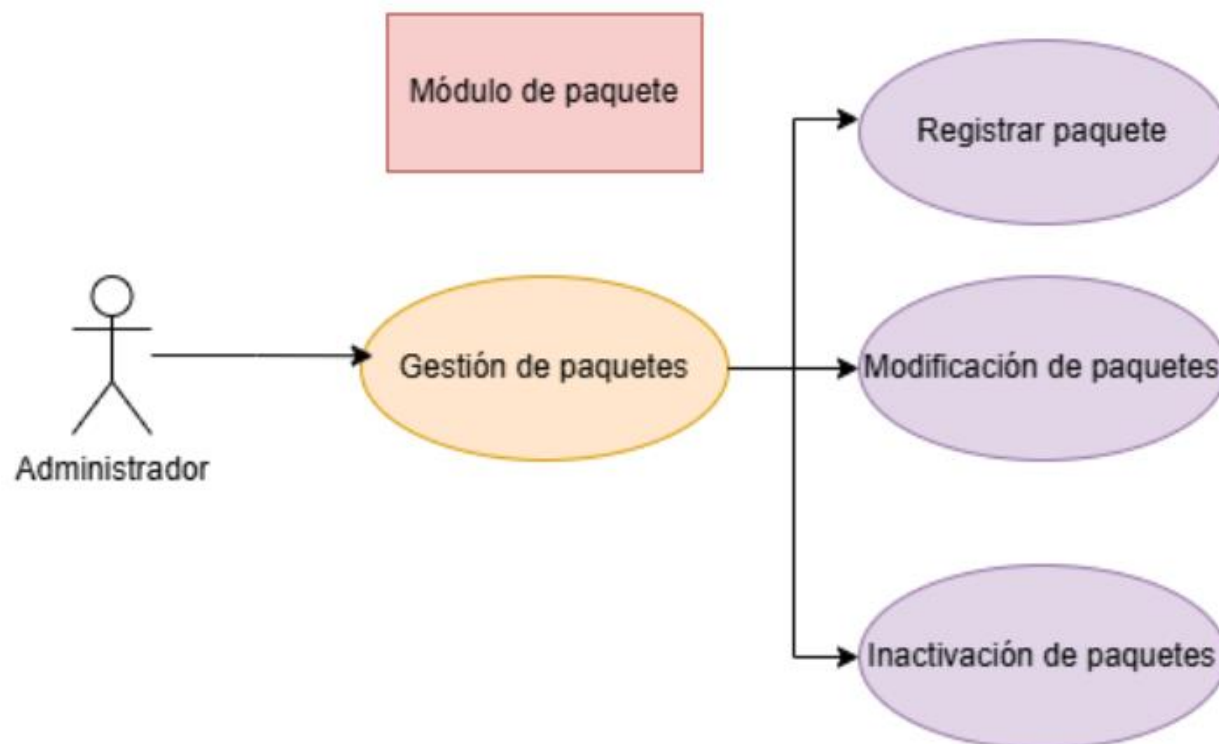 Módulo de paquete
Registrar paquete
Gestión de paquetes
Modificación de paquetes
Administrador
Inactivación de paquetes